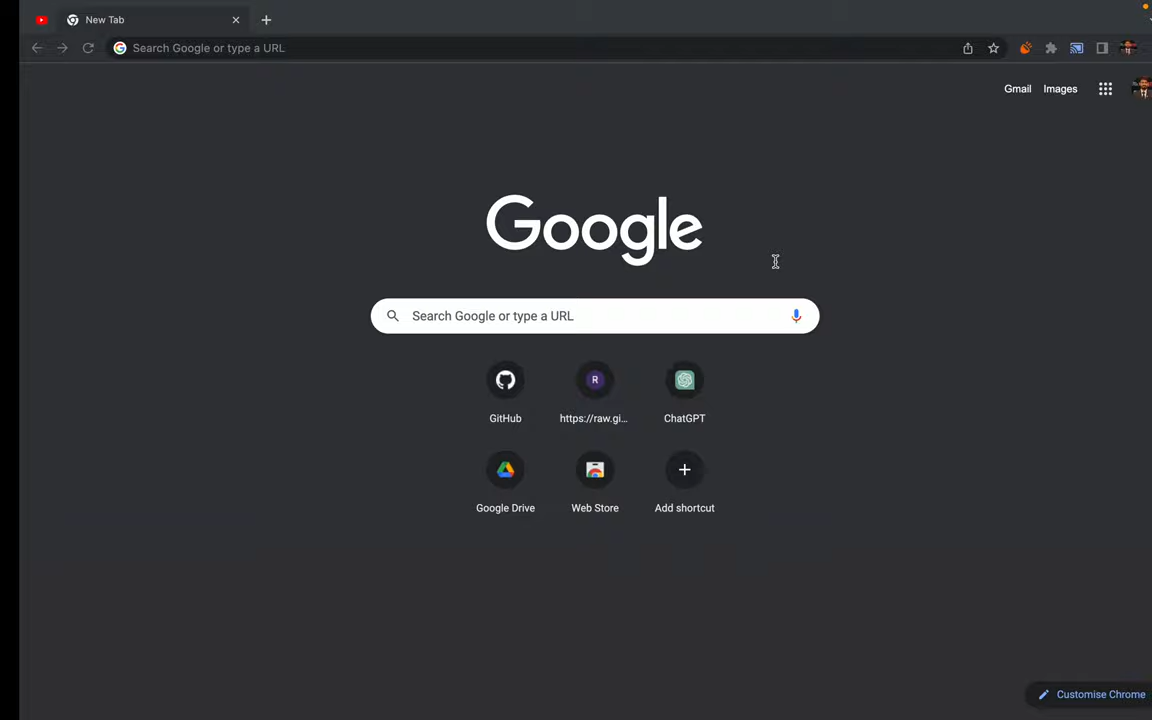 New Tab
Search Google or type a URL
Gmail Images
Google
Search Google or type a URL
GitHub https://raw.gi... ChatGPT
R
Google Drive Web Store Add shortcut
Customise Chrome